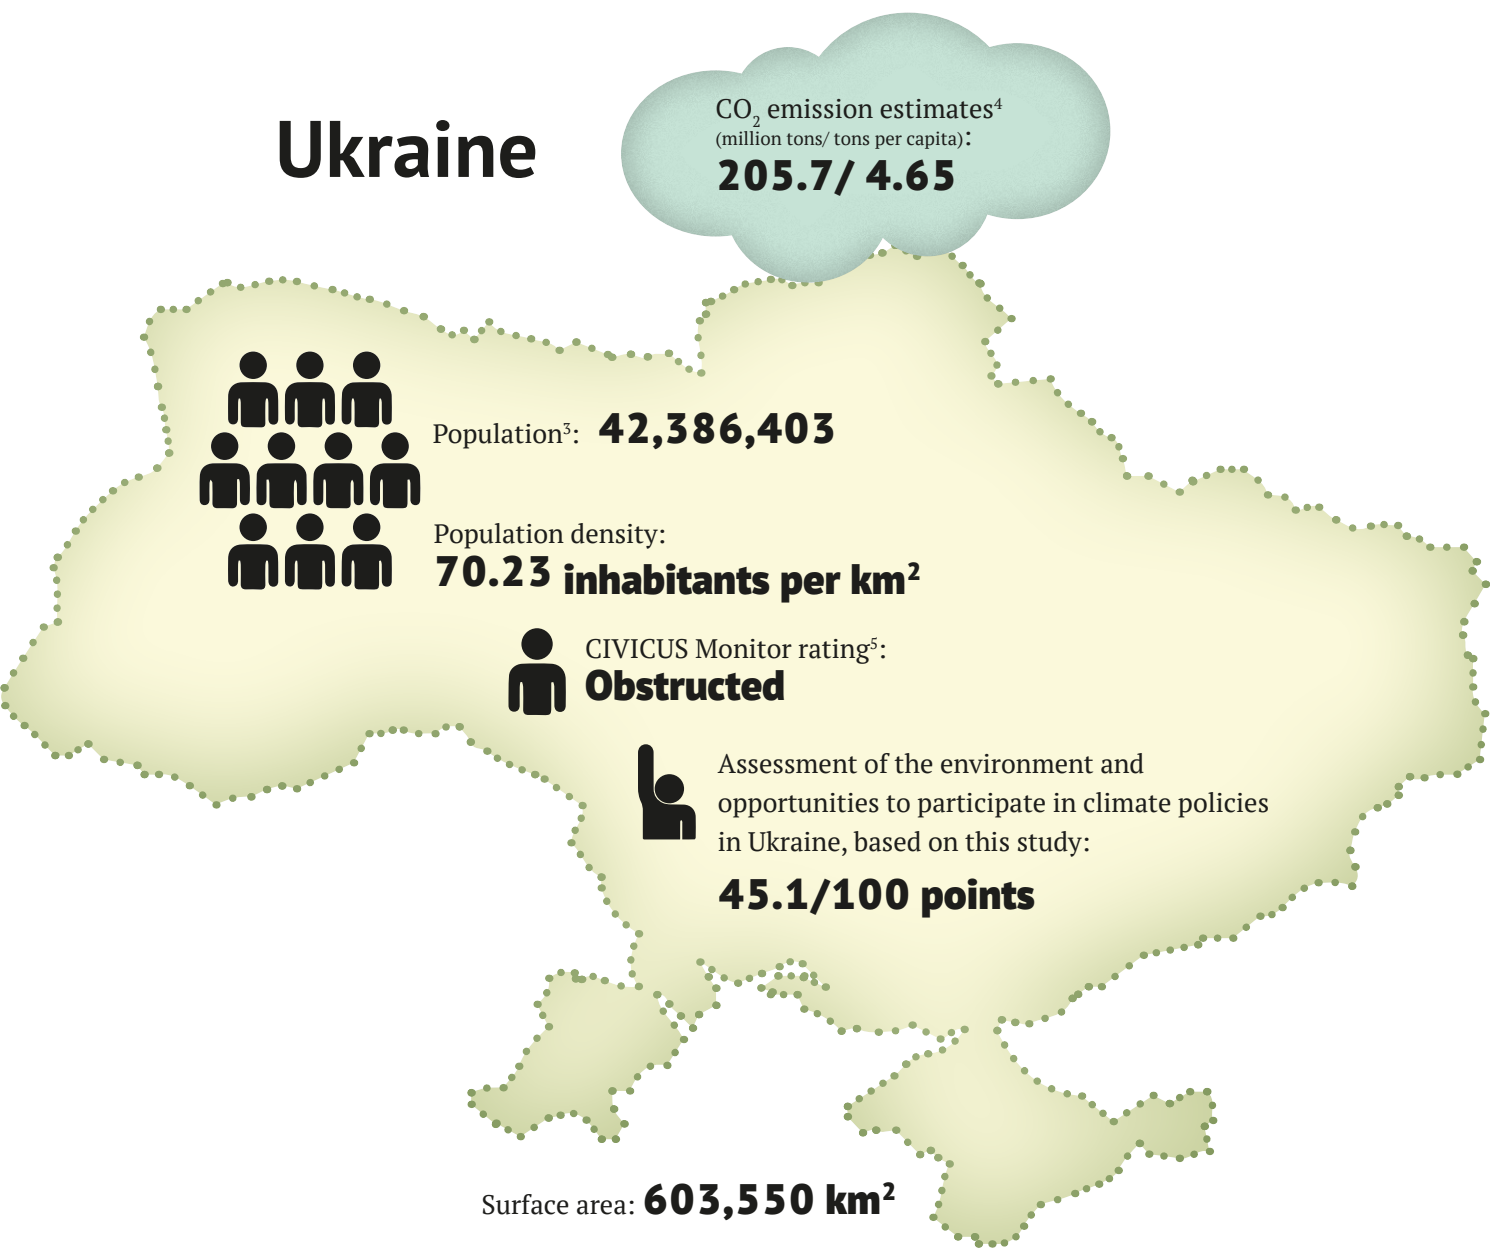 Ukraine
CO₂ emission estimates⁴
(million tons/ tons per capita):
205.7/ 4.65
Population³: 42,386,403
Population density:
70.23 inhabitants per km²
CIVICUS Monitor rating⁵:
Obstructed
Assessment of the environment and
opportunities to participate in climate policies
in Ukraine, based on this study:
45.1/100 points
Surface area: 603,550 km²